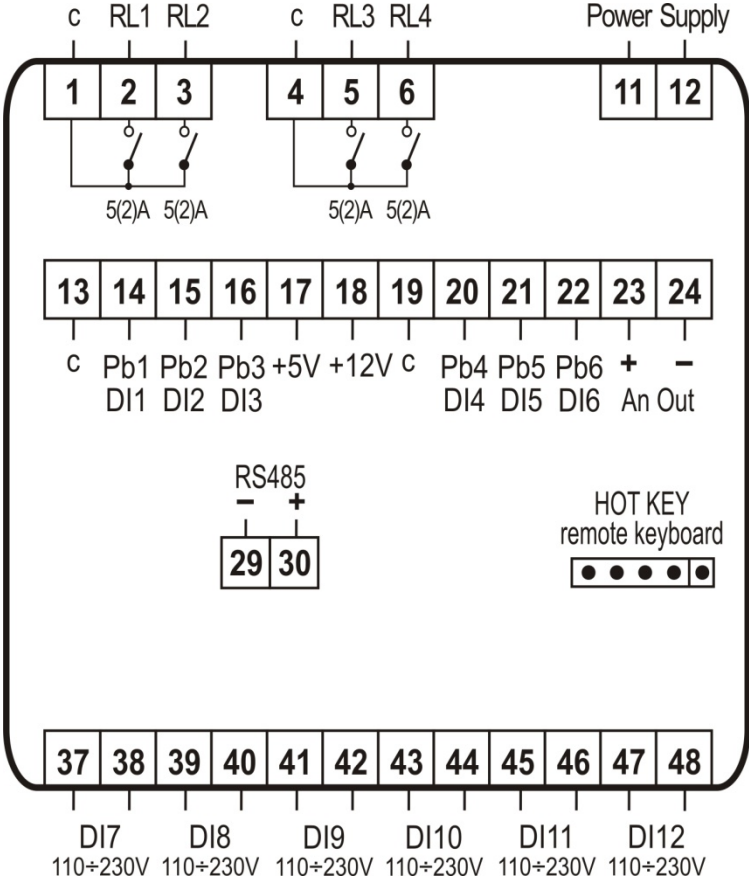 c RL1 RL2 c RL3 RL4 Power Supply
1 2 3 4 5 6 11 12
5(2)A 5(2)A 5(2)A 5(2)A
13 14 15 16 17 18 19 20 21 22 23 24
c Pb1 Pb2 Pb3 +5V +12V c Pb4 Pb5 Pb6 + −
DI1 DI2 DI3 DI4 DI5 DI6 An Out
RS485
− +
HOT KEY
remote keyboard
29 30
37 38 39 40 41 42 43 44 45 46 47 48
DI7 DI8 DI9 DI10 DI11 DI12
110÷230V 110÷230V 110÷230V 110÷230V 110÷230V 110÷230V